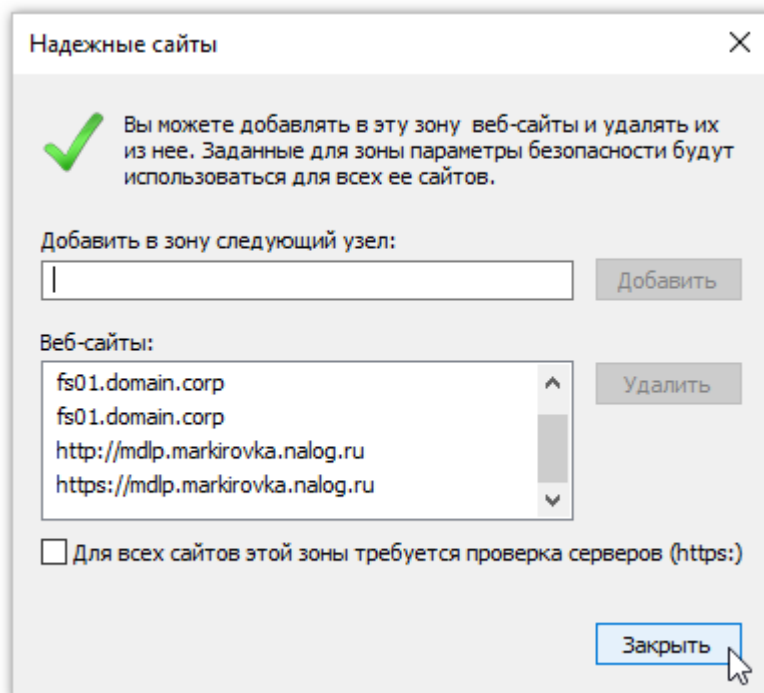 Надежные сайты
Вы можете добавлять в эту зону веб-сайты и удалять их
из нее. Заданные для зоны параметры безопасности будут
использоваться для всех ее сайтов.
Добавить в зону следующий узел:
Добавить
Веб-сайты:
fs01.domain.corp
fs01.domain.corp
http://mdlp.markirovka.nalog.ru
https://mdlp.markirovka.nalog.ru
Удалить
Для всех сайтов этой зоны требуется проверка серверов (https:)
Закрыть